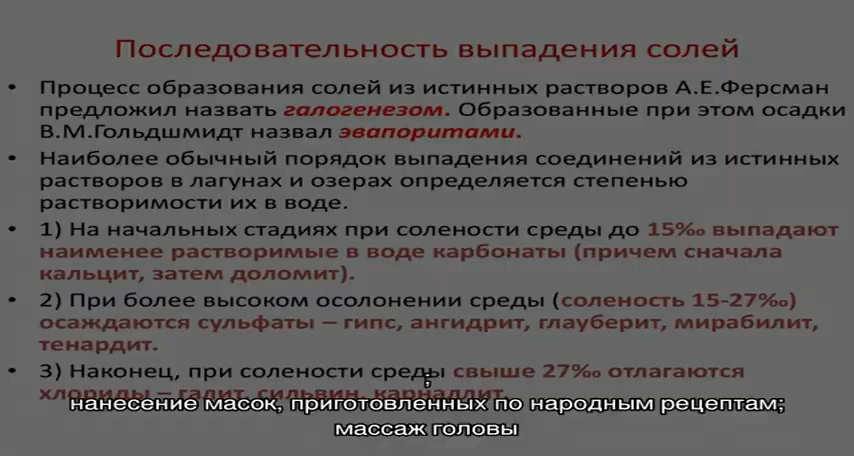 Последовательность выпадения солей
• Процесс образования солей из истинных растворов А.Е.Ферсман
предложил назвать галогенезом. Образованные при этом осадки
В.М.Гольдшмидт назвал эвапоритами.
• Наиболее обычный порядок выпадения соединений из истинных
растворов в лагунах и озерах определяется степенью
растворимости их в воде.
• 1) На начальных стадиях при солености среды до 15‰ выпадают
наименее растворимые в воде карбонаты (причем сначала
кальцит, затем доломит).
• 2) При более высоком осолонении среды (соленость 15-27‰)
осаждаются сульфаты – гипс, ангидрит, глауберит, мирабилит,
тенардит.
• 3) Наконец, при солености среды свыше 27‰ отлагаются
хлориды – галит, сильвин, карналлит.
;
нанесение масок, приготовленных по народным рецептам;
массаж головы